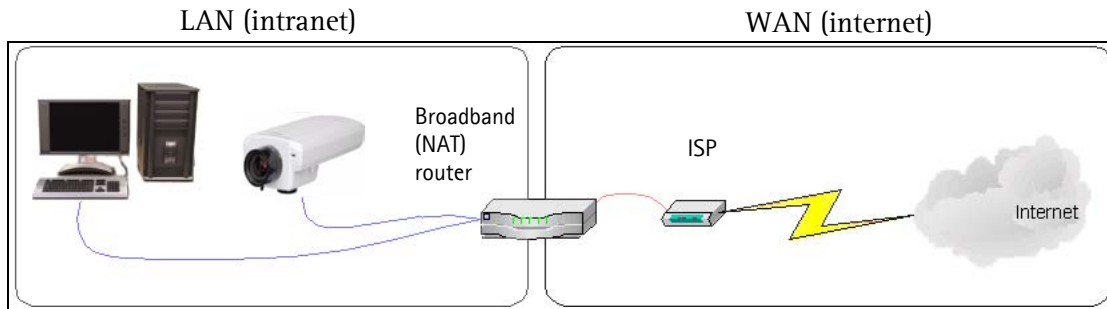 LAN (intranet)
WAN (internet)
Broadband
(NAT)
router
ISP
Internet